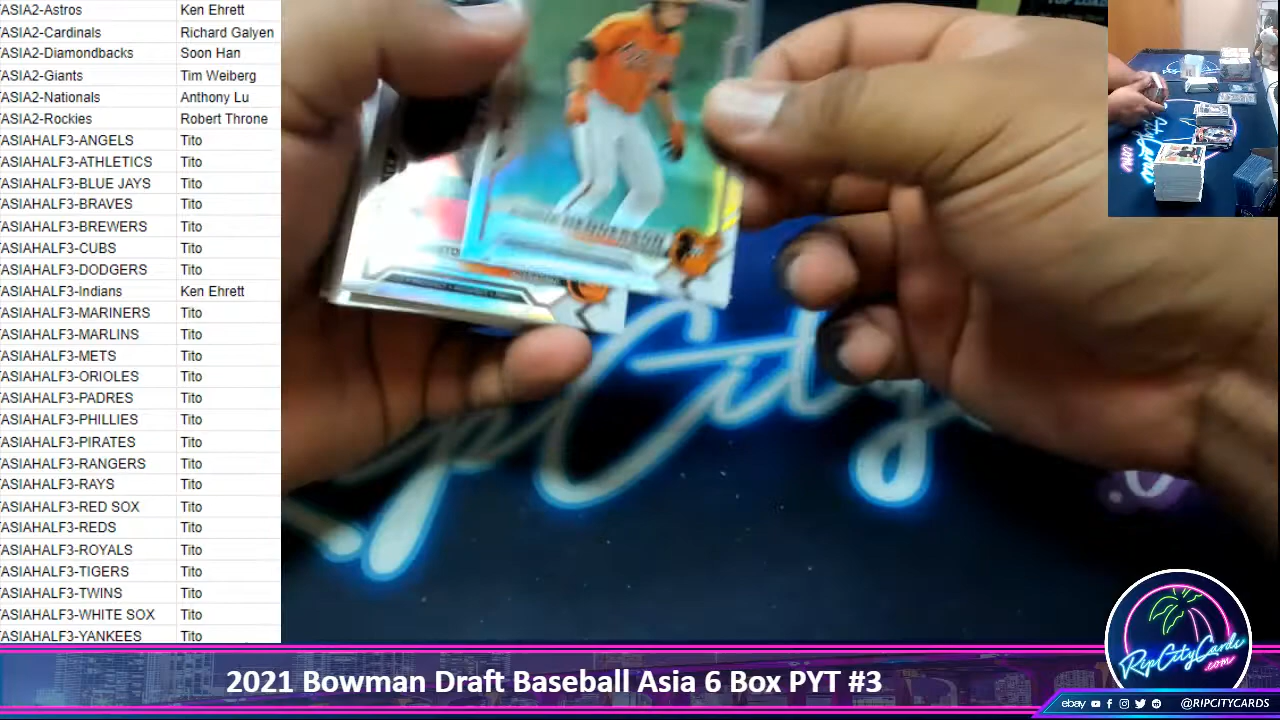 ASIA2-Astros Ken Ehrett
ASIA2-Cardinals Richard Galyen
ASIA2-Diamondbacks Soon Han
ASIA2-Giants Tim Weiberg
ASIA2-Nationals Anthony Lu
ASIA2-Rockies Robert Throne
ASIAHALF3-ANGELS Tito
ASIAHALF3-ATHLETICS Tito
ASIAHALF3-BLUE JAYS Tito
ASIAHALF3-BRAVES Tito
ASIAHALF3-BREWERS Tito
ASIAHALF3-CUBS Tito
ASIAHALF3-DODGERS Tito
ASIAHALF3-Indians Ken Ehrett
ASIAHALF3-MARINERS Tito
ASIAHALF3-MARLINS Tito
ASIAHALF3-METS Tito
ASIAHALF3-ORIOLES Tito
ASIAHALF3-PADRES Tito
ASIAHALF3-PHILLIES Tito
ASIAHALF3-PIRATES Tito
ASIAHALF3-RANGERS Tito
ASIAHALF3-RAYS Tito
ASIAHALF3-RED SOX Tito
ASIAHALF3-REDS Tito
ASIAHALF3-ROYALS Tito
ASIAHALF3-TIGERS Tito
ASIAHALF3-TWINS Tito
ASIAHALF3-WHITE SOX Tito
ASIAHALF3-YANKEES Tito
HENDERSON
City
2021 Bowman Draft Baseball Asia 6 Box PYT #3
RipCityCards
.com
ebay @RIPCITYCARDS